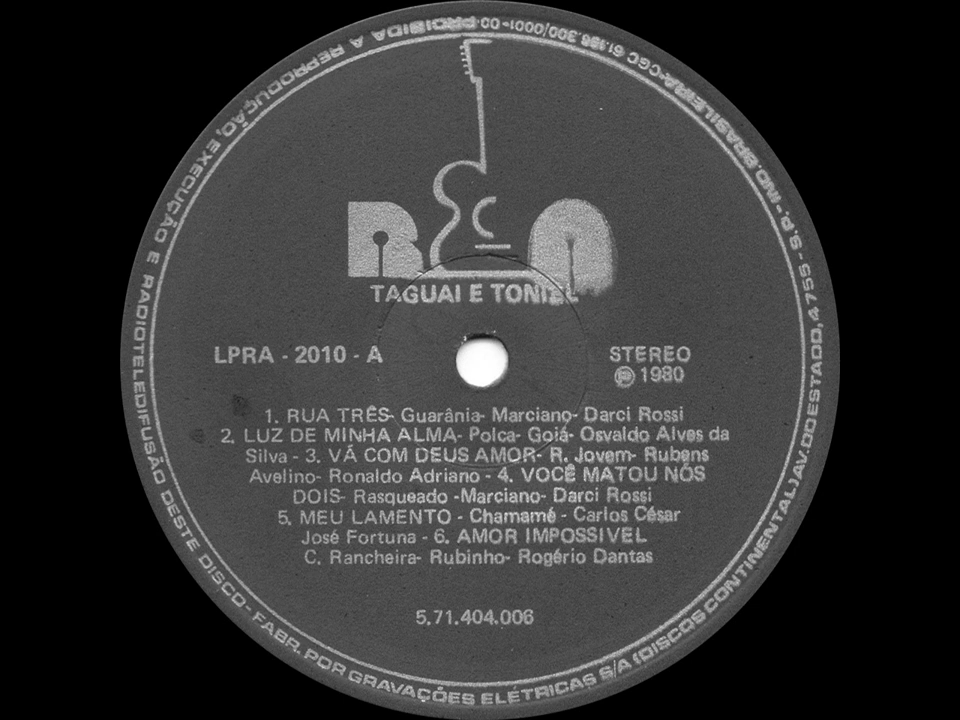 R A
TAGUAI E TONIEL
LPRA - 2010 - A
STEREO
Ⓟ 1980
1. RUA TRÊS- Guarânia- Marciano- Darci Rossi
2. LUZ DE MINHA ALMA- Polca- Goiá- Osvaldo Alves da
Silva - 3. VÁ COM DEUS AMOR- R. Jovem- Rubens
Avelino- Ronaldo Adriano - 4. VOCÊ MATOU NÓS
DOIS- Rasqueado -Marciano- Darci Rossi
5. MEU LAMENTO - Chamamé - Carlos César
José Fortuna - 6. AMOR IMPOSSIVEL
C. Rancheira- Rubinho- Rogério Dantas
5.71.404.006
PROIBIDA A REPRODUÇÃO, EXECUÇÃO E RADIOTELEDIFUSÃO DESTE DISCO - FABR. POR GRAVAÇÕES ELÉTRICAS S/A (DISCOS CONTINENTAL) AV. DO ESTADO, 4755 - S.P. - IND. BRASILEIRA - CGC 61.186.300/0001-00